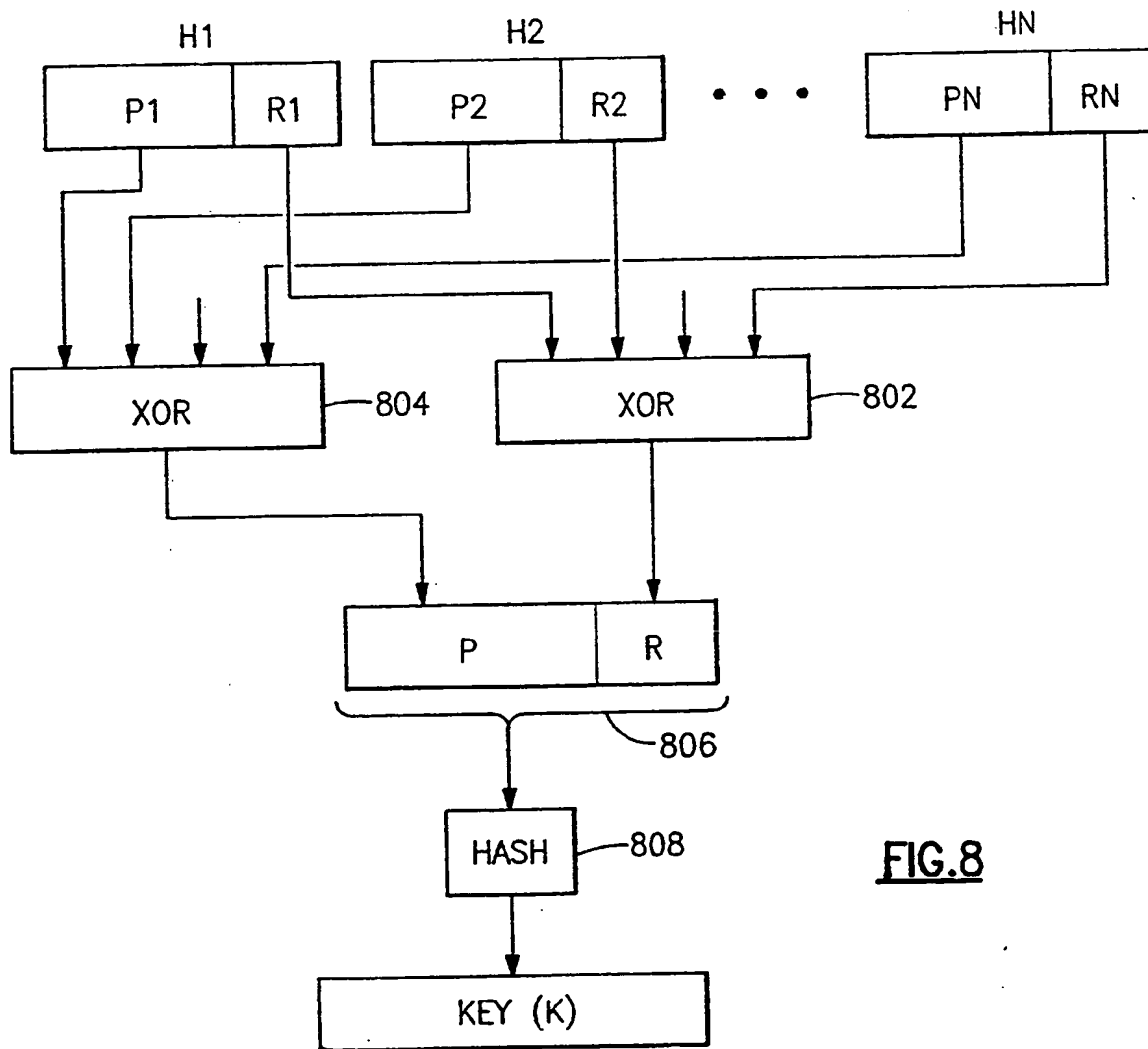 H1 H2 HN
P1 R1 P2 R2 • • • PN RN
XOR 804 XOR 802
P R
806
HASH 808
FIG.8
KEY (K)